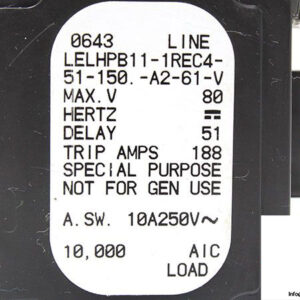 0643 LINE
LELHPB11-1REC4-
51-150.-A2-61-V
MAX.V 80
HERTZ ⎓
DELAY 51
TRIP AMPS 188
SPECIAL PURPOSE
NOT FOR GEN USE
A.SW. 10A250V~
10,000 AIC
LOAD